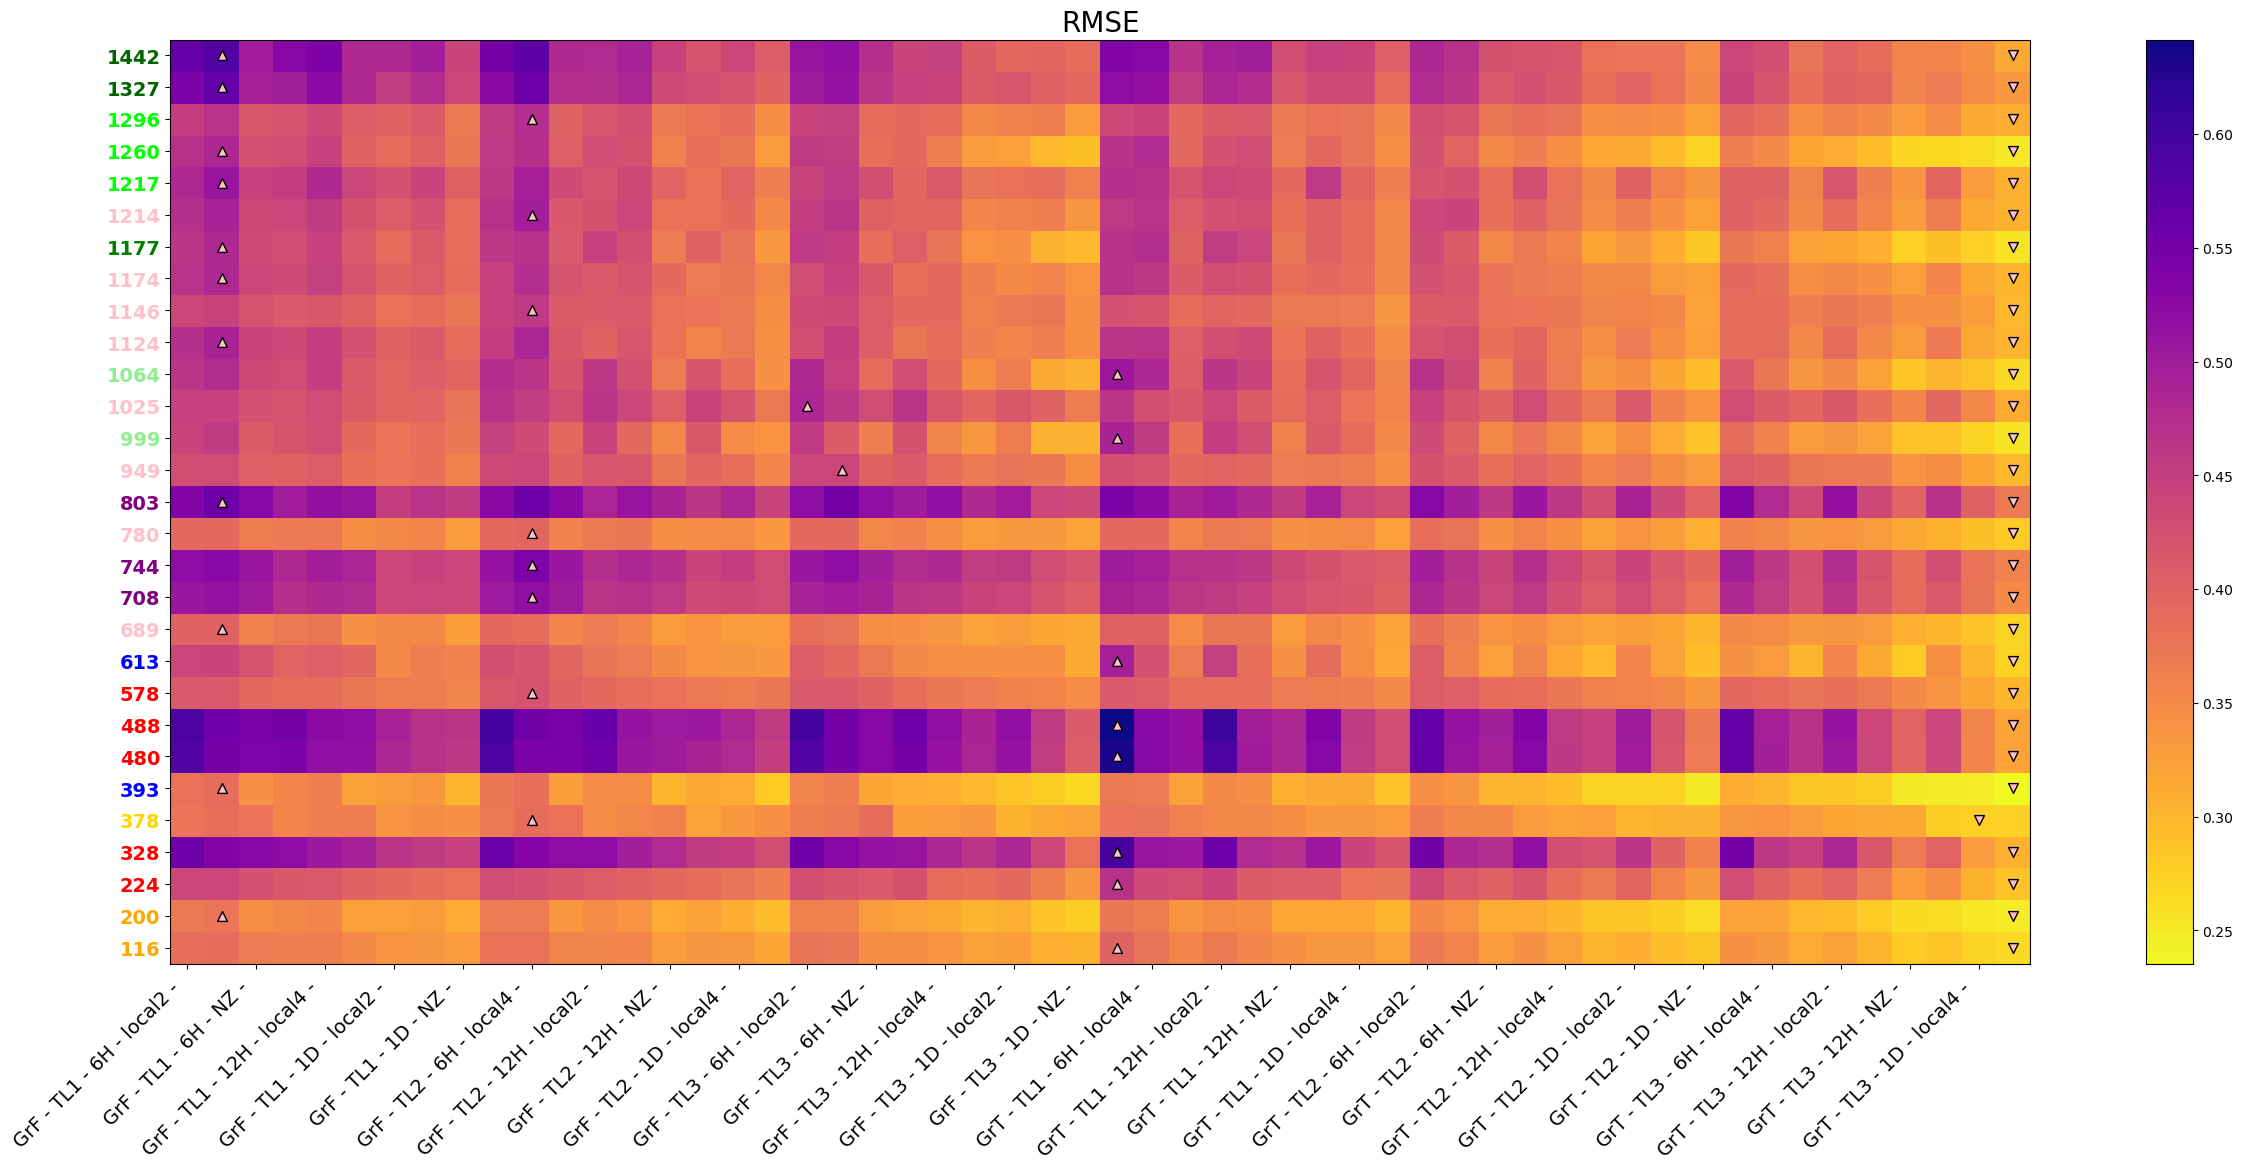 RMSE
1442
1327
1296
1260
1217
1214
1177
1174
1146
1124
1064
1025
999
949
803
780
744
708
689
613
578
488
480
393
378
328
224
200
116
0.60
0.55
0.50
0.45
0.40
0.35
0.30
0.25
GrF - TL1 - 6H - local2 -
GrF - TL1 - 6H - NZ -
GrF - TL1 - 12H - local4 -
GrF - TL1 - 1D - local2 -
GrF - TL1 - 1D - NZ -
GrF - TL2 - 6H - local4 -
GrF - TL2 - 12H - local2 -
GrF - TL2 - 12H - NZ -
GrF - TL2 - 1D - local4 -
GrF - TL3 - 6H - local2 -
GrF - TL3 - 6H - NZ -
GrF - TL3 - 12H - local4 -
GrF - TL3 - 1D - local2 -
GrF - TL3 - 1D - NZ -
GrT - TL1 - 6H - local4 -
GrT - TL1 - 12H - local2 -
GrT - TL1 - 12H - NZ -
GrT - TL1 - 1D - local4 -
GrT - TL2 - 6H - local2 -
GrT - TL2 - 6H - NZ -
GrT - TL2 - 12H - local4 -
GrT - TL2 - 1D - local2 -
GrT - TL2 - 1D - NZ -
GrT - TL3 - 6H - local4 -
GrT - TL3 - 12H - local2 -
GrT - TL3 - 12H - NZ -
GrT - TL3 - 1D - local4 -